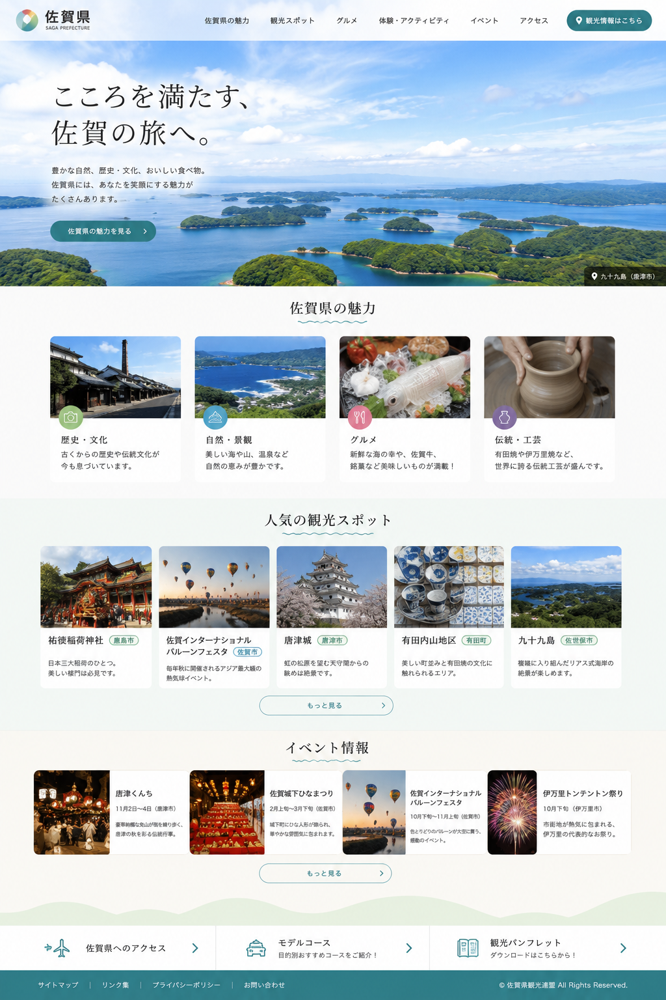 佐賀県
SAGA PREFECTURE
佐賀県の魅力
観光スポット
グルメ
体験・アクティビティ
イベント
アクセス
観光情報はこちら
こころを満たす、
佐賀の旅へ。
豊かな自然、歴史・文化、おいしい食べ物。
佐賀県には、あなたを笑顔にする魅力が
たくさんあります。
佐賀県の魅力を見る
九十九島（唐津市）
佐賀県の魅力
歴史・文化
古くからの歴史や伝統文化が
今も息づいています。
自然・景観
美しい海や山、温泉など
自然の恵みが豊かです。
グルメ
新鮮な海の幸や、佐賀牛、
銘菓など美味しいものが満載！
伝統・工芸
有田焼や伊万里焼など、
世界に誇る伝統工芸が盛んです。
人気の観光スポット
稲荷神社
鹿島市
日本三大稲荷のひとつ。
美しい楼門は必見です。
佐賀インターナショナル
バルーンフェスタ
佐賀市
毎年秋に開催されるアジア最大級の
熱気球イベント。
唐津城
唐津市
虹の松原を望む天守閣からの
眺めは絶景です。
有田内山地区
有田町
美しい町並みと有田焼の文化に
触れられるエリア。
九十九島
佐世保市
に入り組んだリアス式海岸の
絶景が楽しめます。
もっと見る
イベント情報
唐津くんち
11月2日〜4日（唐津市）
豪華絢爛な曳山が街を練り歩く、
唐津の秋を彩る伝統行事。
佐賀城下ひなまつり
2月上旬〜3月下旬（佐賀市）
城下町にひな人形が飾られ、
華やかな雰囲気に包まれます。
佐賀インターナショナル
バルーンフェスタ
10月下旬〜11月上旬（佐賀市）
色とりどりのバルーンが大空に舞う、
感動のイベント。
伊万里トンテントン祭り
10月下旬（伊万里市）
市街地が熱気に包まれる、
伊万里の代表的なお祭り。
もっと見る
佐賀県へのアクセス
モデルコース
目的別おすすめコースをご紹介！
観光パンフレット
ダウンロードはこちらから！
サイトマップ
リンク集
プライバシーポリシー
お問い合わせ
© 佐賀県観光連盟 All Rights Reserved.